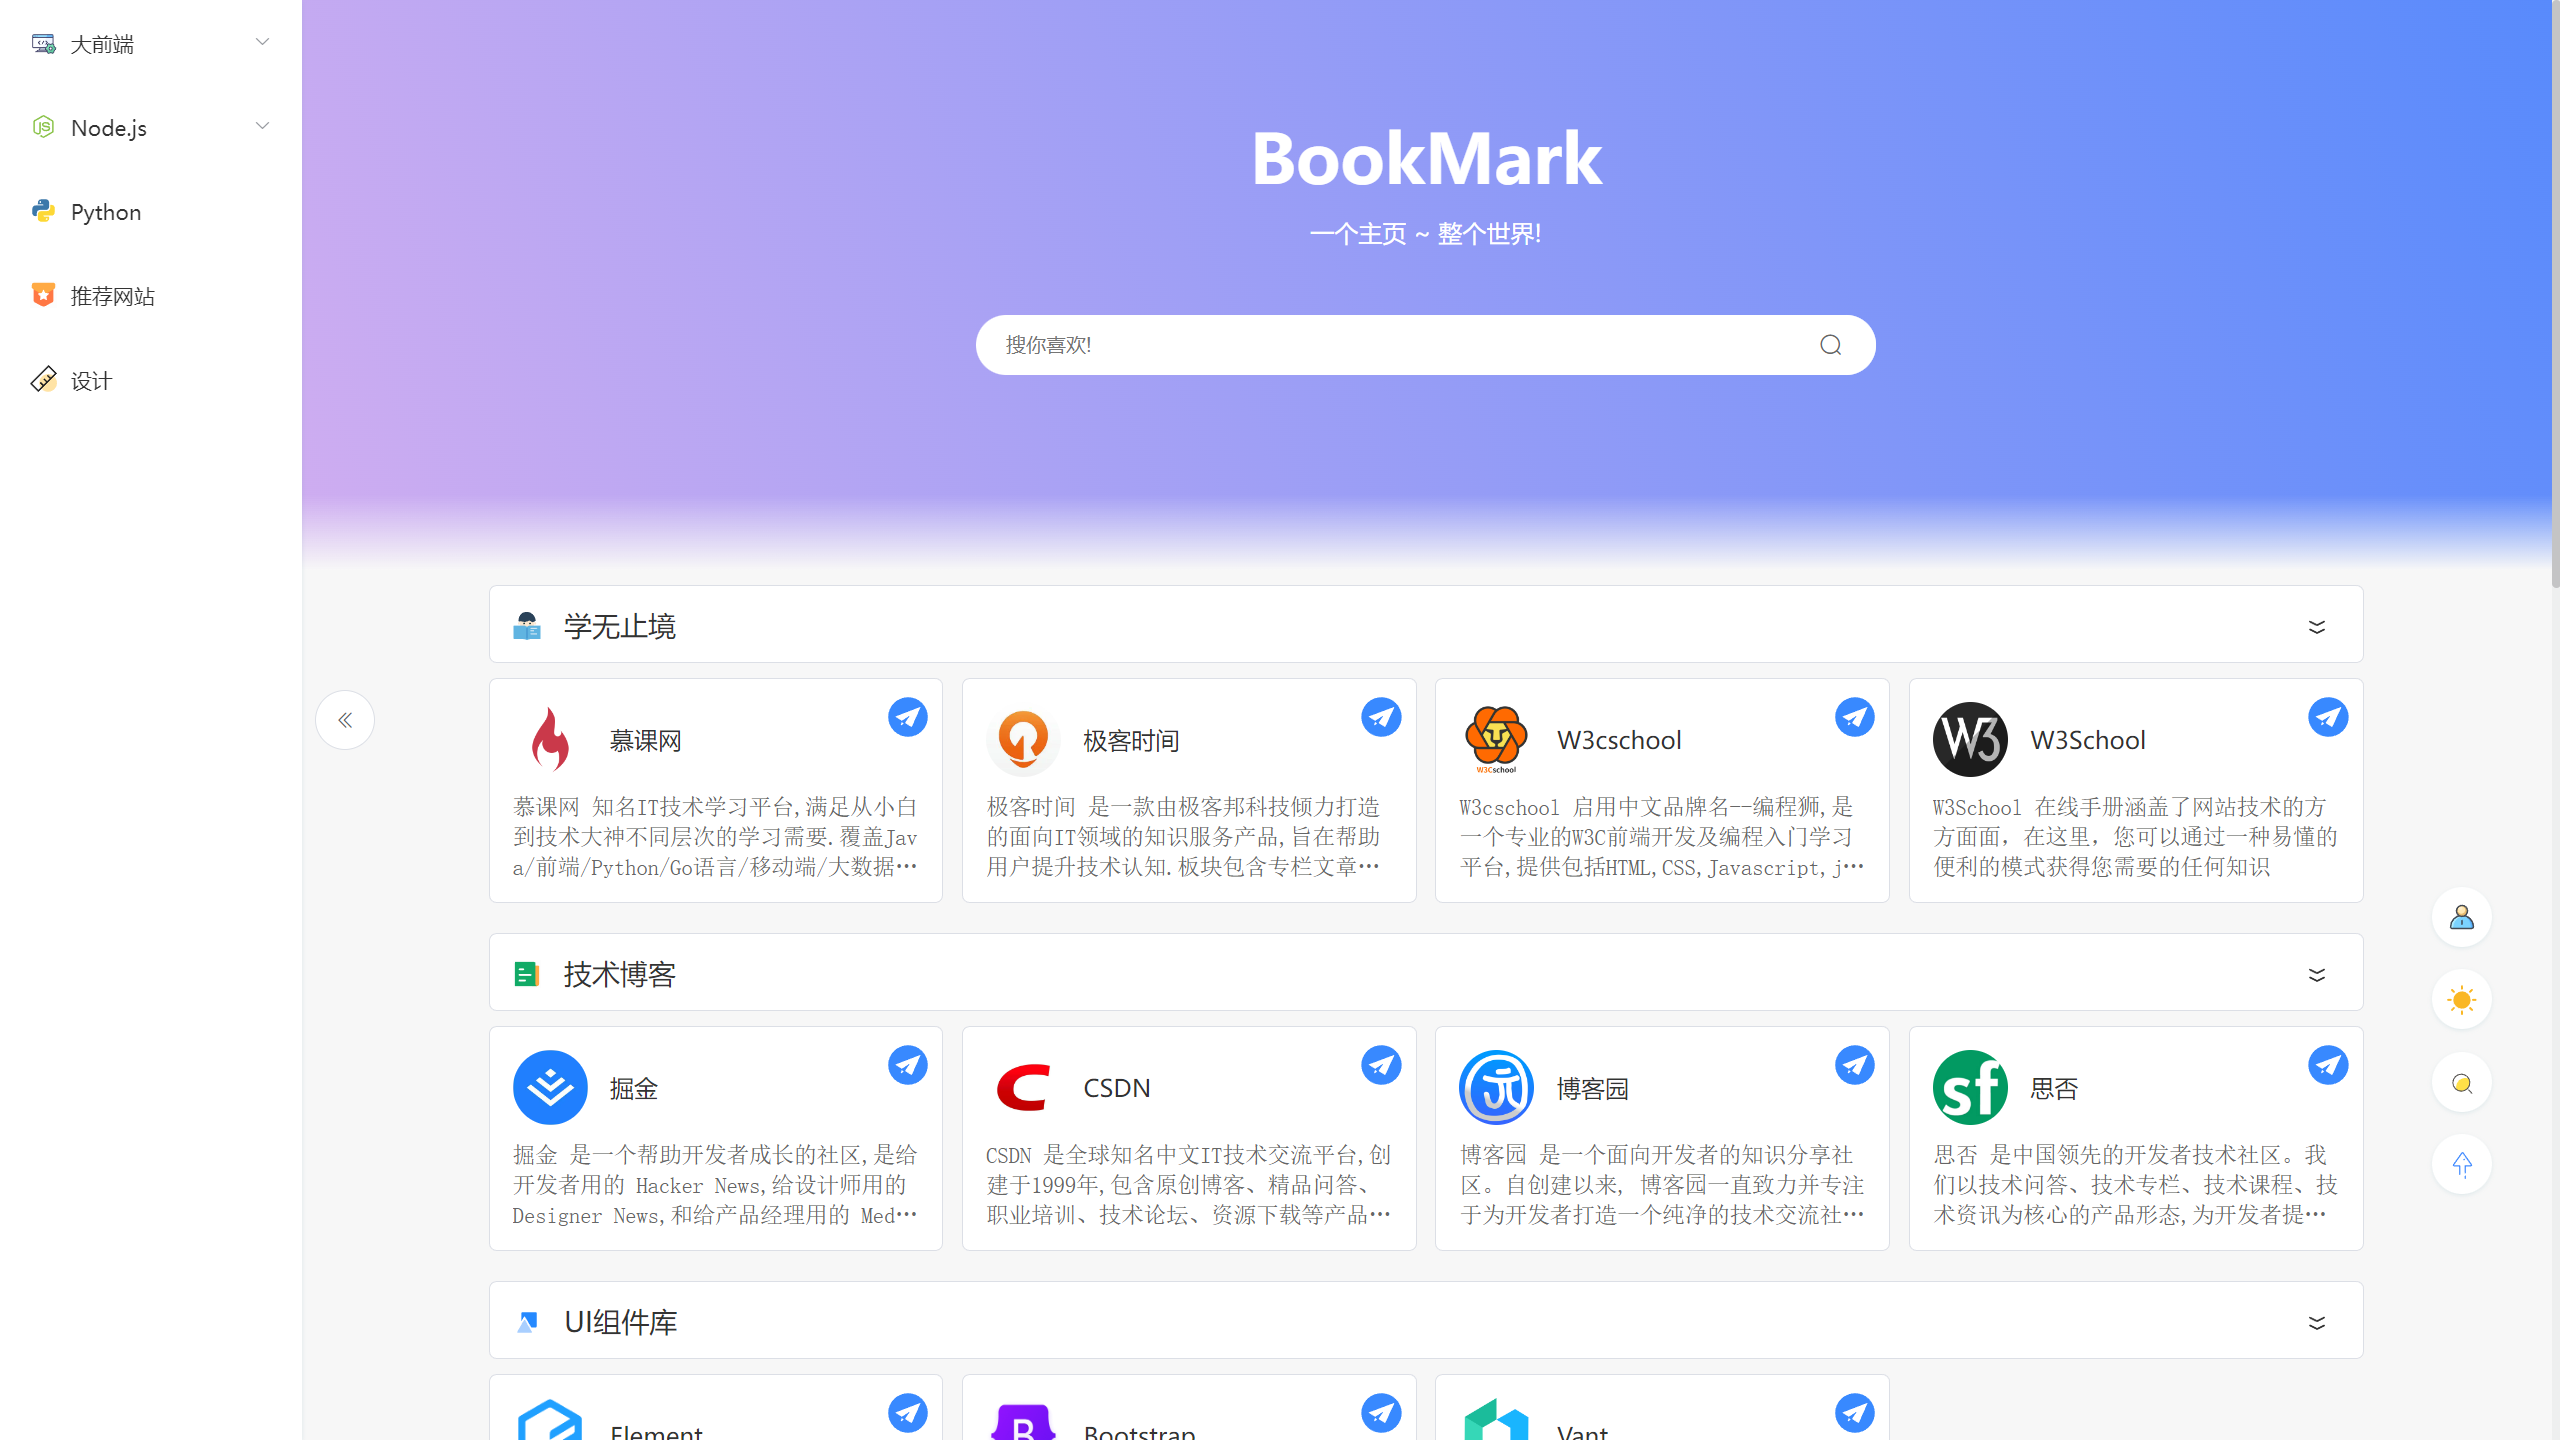 大前端
Node.js
Python
推荐网站
设计
BookMark
一个主页 ~ 整个世界!
搜你喜欢!
学无止境
慕课网
慕课网 知名IT技术学习平台,满足从小白
到技术大神不同层次的学习需要.覆盖Jav
a/前端/Python/Go语言/移动端/大数据…
极客时间
极客时间 是一款由极客邦科技倾力打造
的面向IT领域的知识服务产品,旨在帮助
用户提升技术认知.板块包含专栏文章…
W3Cschool
W3cschool
W3cschool 启用中文品牌名--编程狮,是
一个专业的W3C前端开发及编程入门学习
平台,提供包括HTML,CSS,Javascript,j…
W3
W3School
W3School 在线手册涵盖了网站技术的方
方面面，在这里，您可以通过一种易懂的
便利的模式获得您需要的任何知识
技术博客
掘金
掘金 是一个帮助开发者成长的社区,是给
开发者用的 Hacker News,给设计师用的
Designer News,和给产品经理用的 Med…
CSDN
CSDN 是全球知名中文IT技术交流平台,创
建于1999年,包含原创博客、精品问答、
职业培训、技术论坛、资源下载等产品…
博客园
博客园 是一个面向开发者的知识分享社
区。自创建以来, 博客园一直致力并专注
于为开发者打造一个纯净的技术交流社…
sf
思否
思否 是中国领先的开发者技术社区。我
们以技术问答、技术专栏、技术课程、技
术资讯为核心的产品形态,为开发者提…
UI组件库
Element
B
Bootstrap
Vant